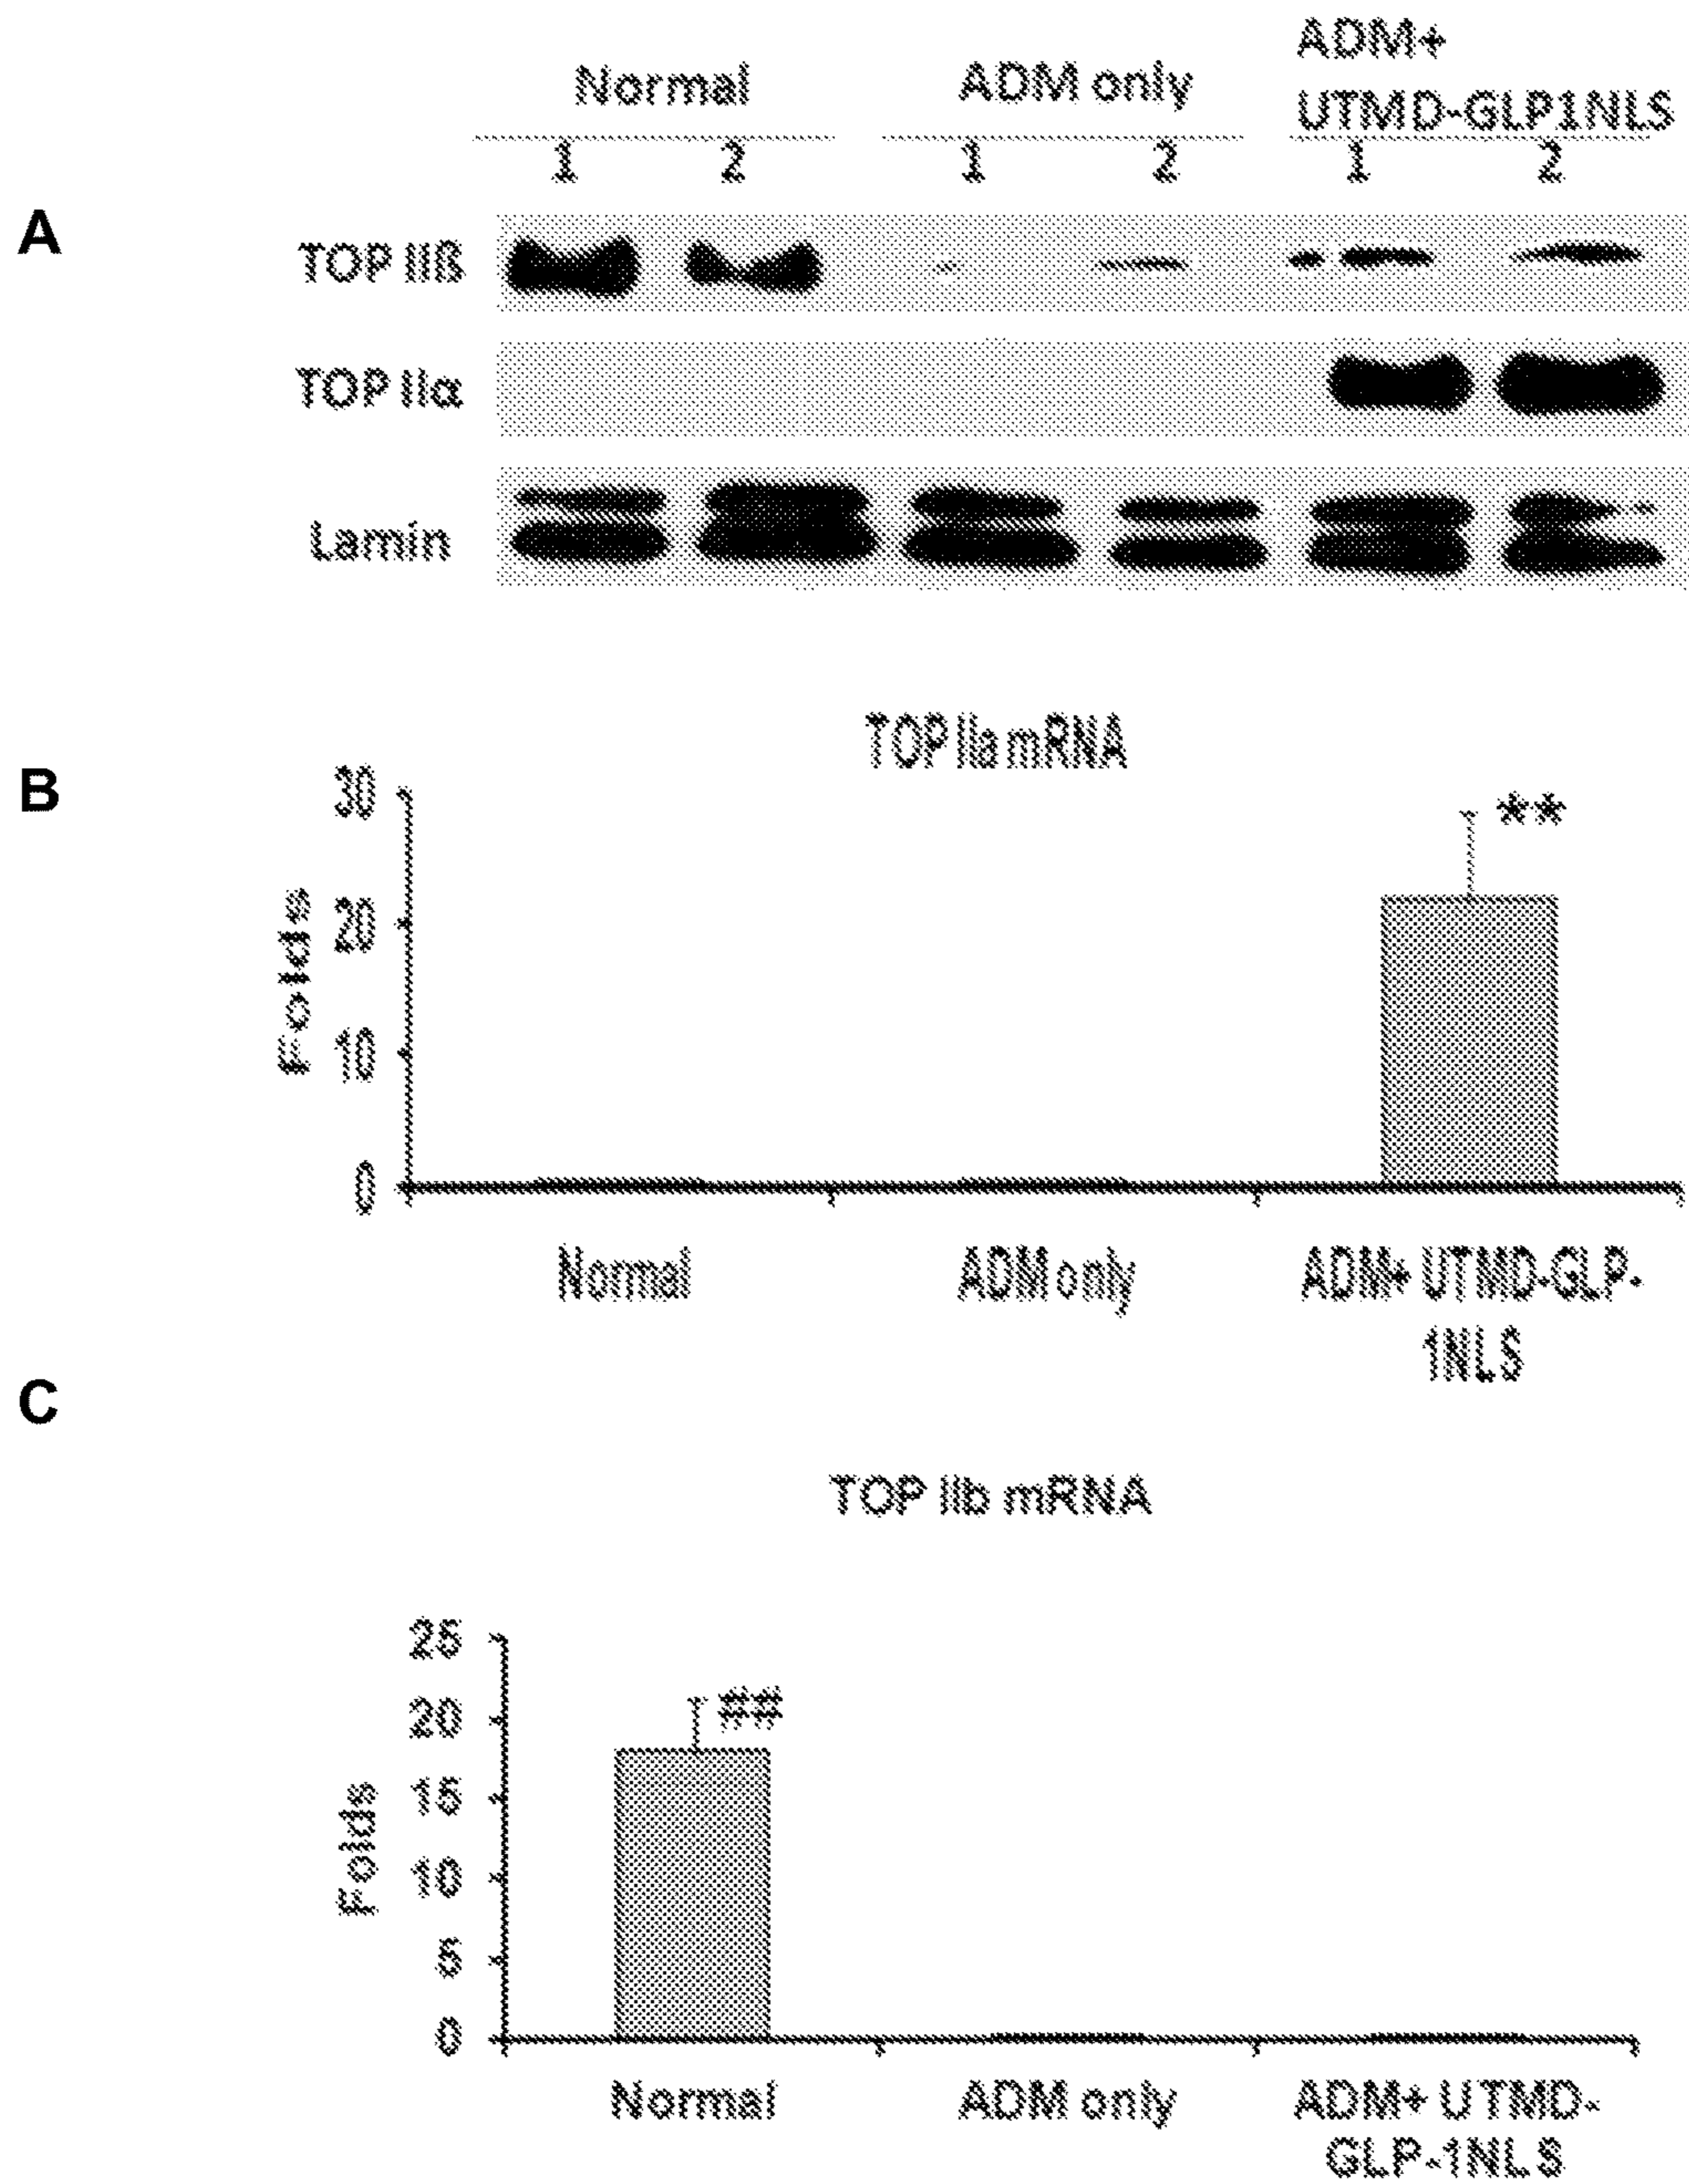 Normal
ADM only
ADM+
UTMD-GLP1NLS
1 2 1 2 1 2
A
TOP IIß
TOP IIα
Lamin
B
TOP IIa mRNA
30
20
10
0
Folds
**
Normal
ADM only
ADM+ UTMD-GLP-
1NLS
C
TOP IIb mRNA
25
20
15
10
5
0
Folds
##
Normal
ADM only
ADM+ UTMD-
GLP-1NLS